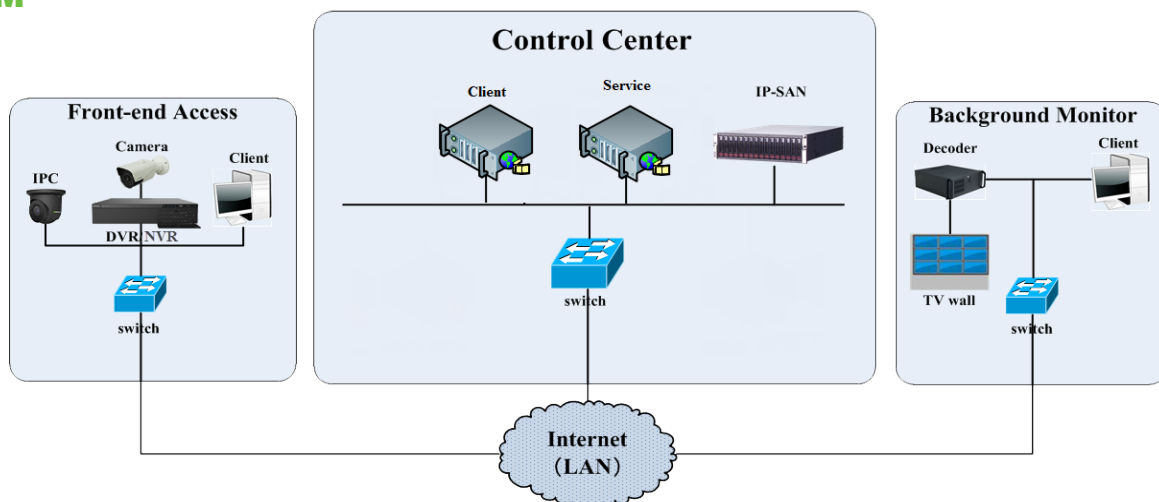 M
Control Center
Client
Service
IP-SAN
switch
Front-end Access
Camera
Client
IPC
DVR/NVR
switch
Background Monitor
Decoder
Client
TV wall
switch
Internet
(LAN)